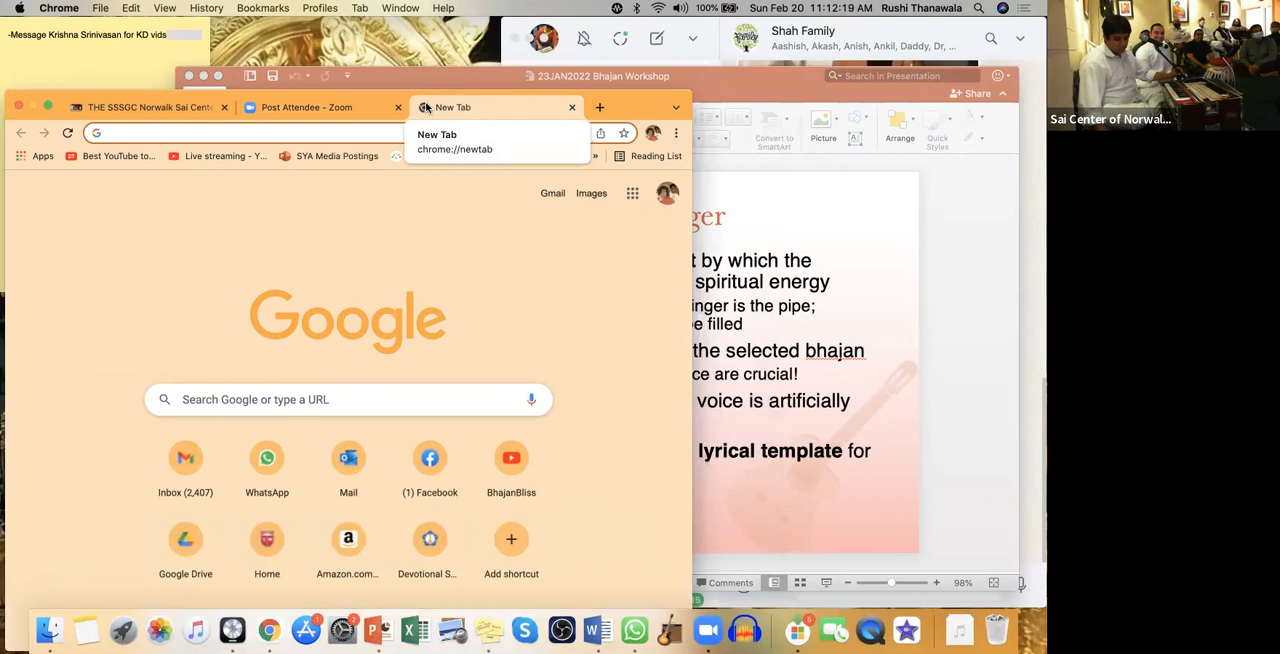 Chrome File Edit View History Bookmarks Profiles Tab Window Help 100% Sun Feb 20 11:12:19 AM Rushi Thanawala
-Message Krishna Srinivasan for KD vids
Shah Family
Aashish, Akash, Anish, Ankil, Daddy, Dr, ...
23JAN2022 Bhajan Workshop
Search in Presentation
Share
THE SSSGC Norwalk Sai Cent
Post Attendee - Zoom
New Tab
New Tab
chrome://newtab
Apps
Best YouTube to...
Live streaming - Y...
SYA Media Postings
»
Reading List
Convert to
SmartArt
Picture
Arrange
Quick
Styles
Sai Center of Norwal...
Gmail
Images
Google
Search Google or type a URL
Inbox (2,407)
WhatsApp
Mail
(1) Facebook
BhajanBliss
Google Drive
Home
Amazon.com...
Devotional S...
Add shortcut
ger
t by which the
spiritual energy
inger is the pipe;
e filled
the selected bhajan
ce are crucial!
voice is artificially
lyrical template for
Comments
98%